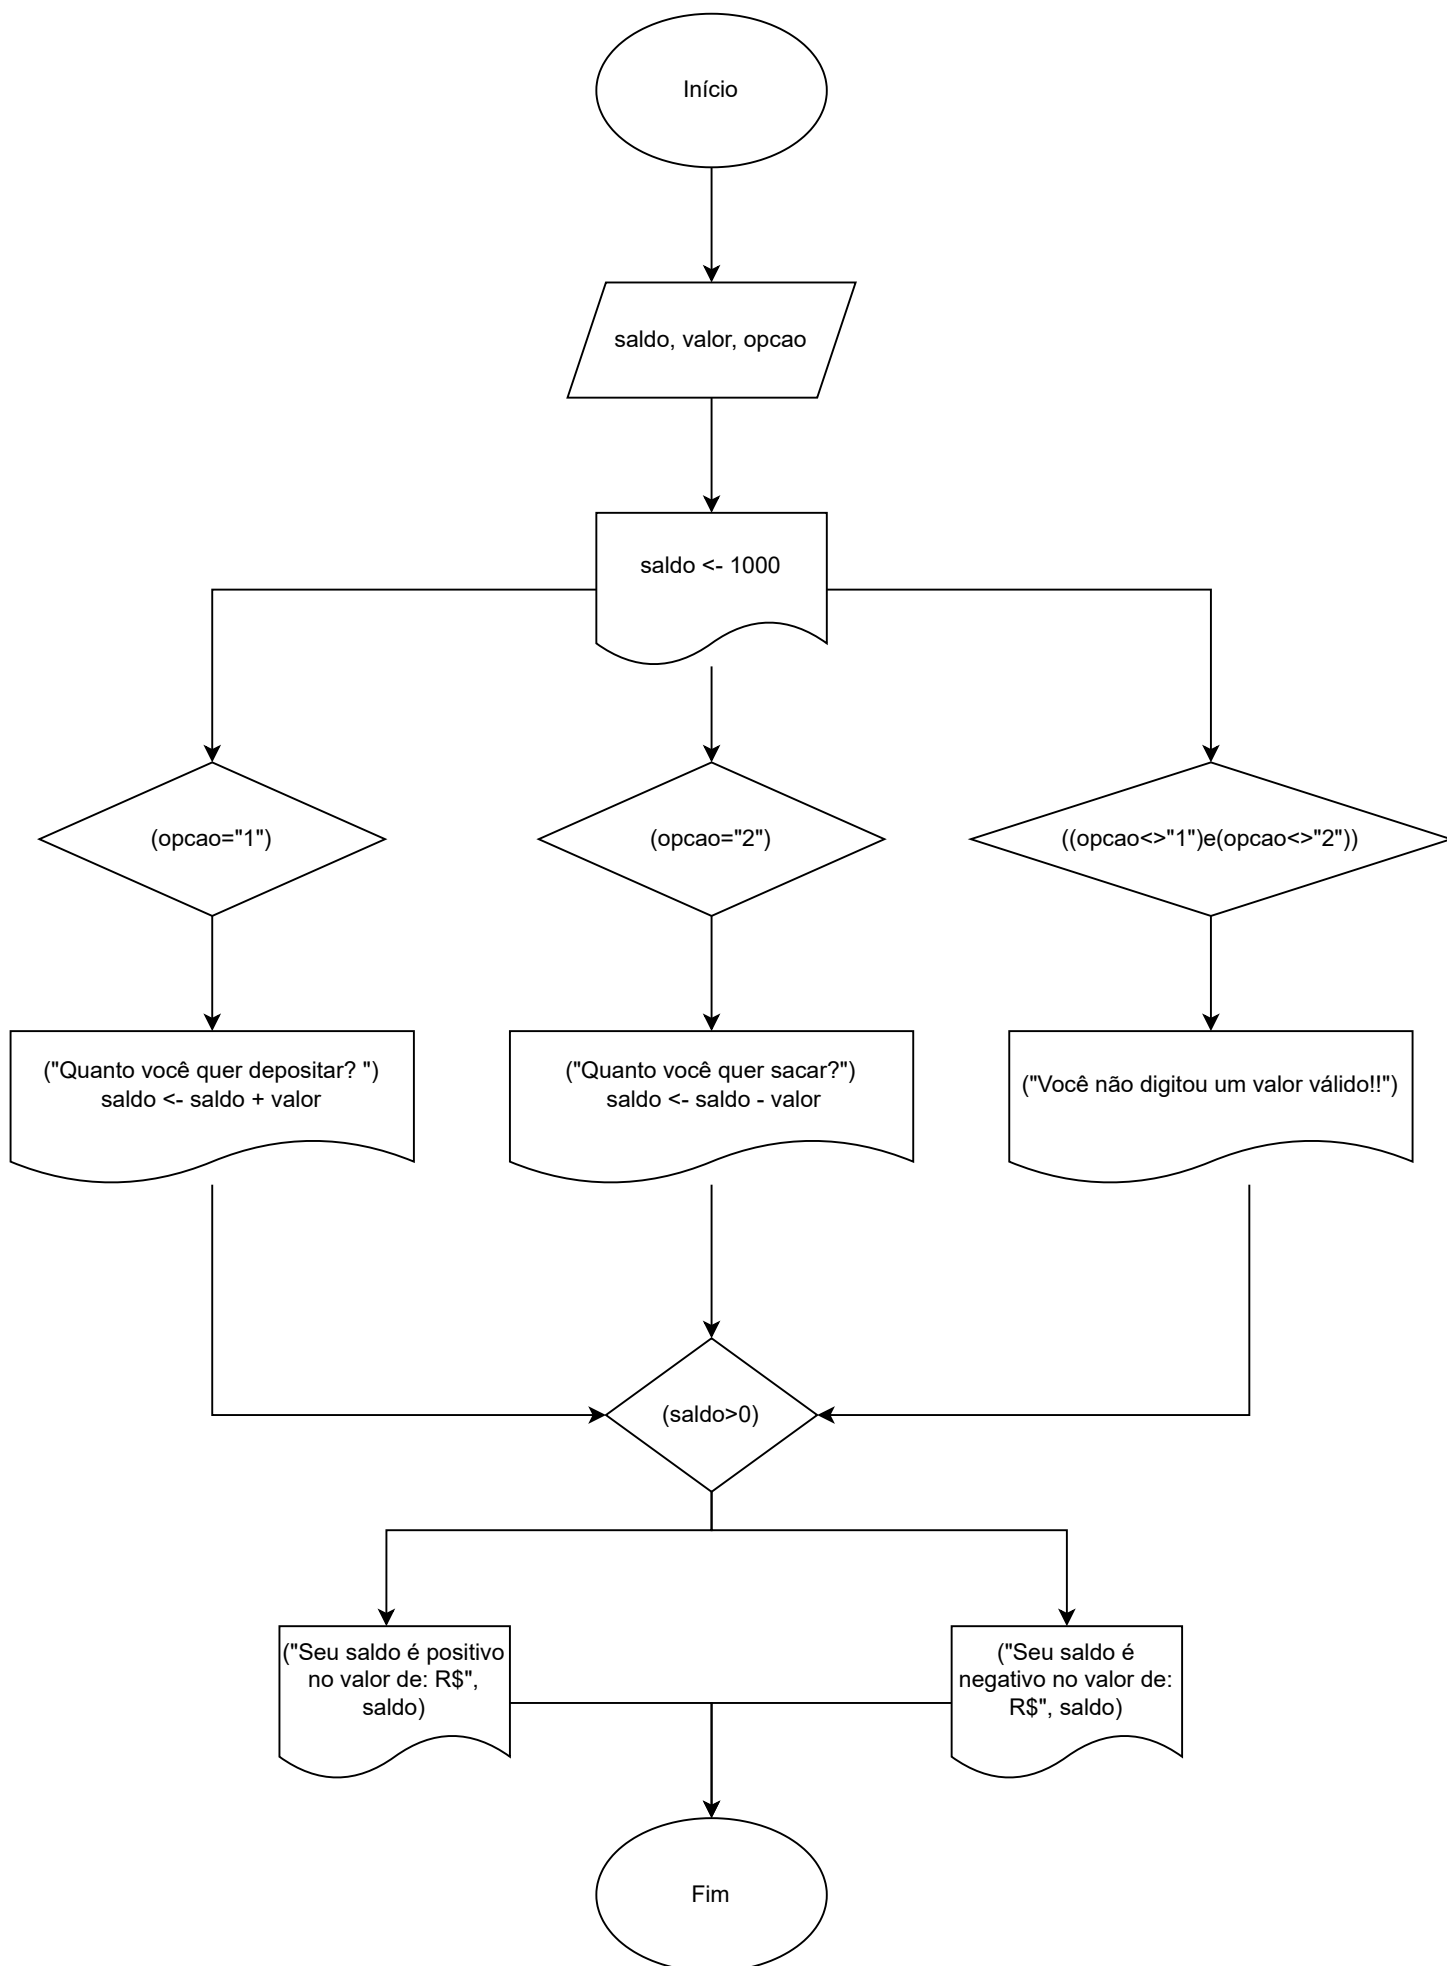 Início
saldo, valor, opcao
saldo <- 1000
(opcao="1")
(opcao="2")
((opcao<>"1")e(opcao<>"2"))
("Quanto você quer depositar? ")
saldo <- saldo + valor
("Quanto você quer sacar?")
saldo <- saldo - valor
("Você não digitou um valor válido!!")
(saldo>0)
("Seu saldo é positivo
no valor de: R$",
saldo)
("Seu saldo é
negativo no valor de:
R$", saldo)
Fim